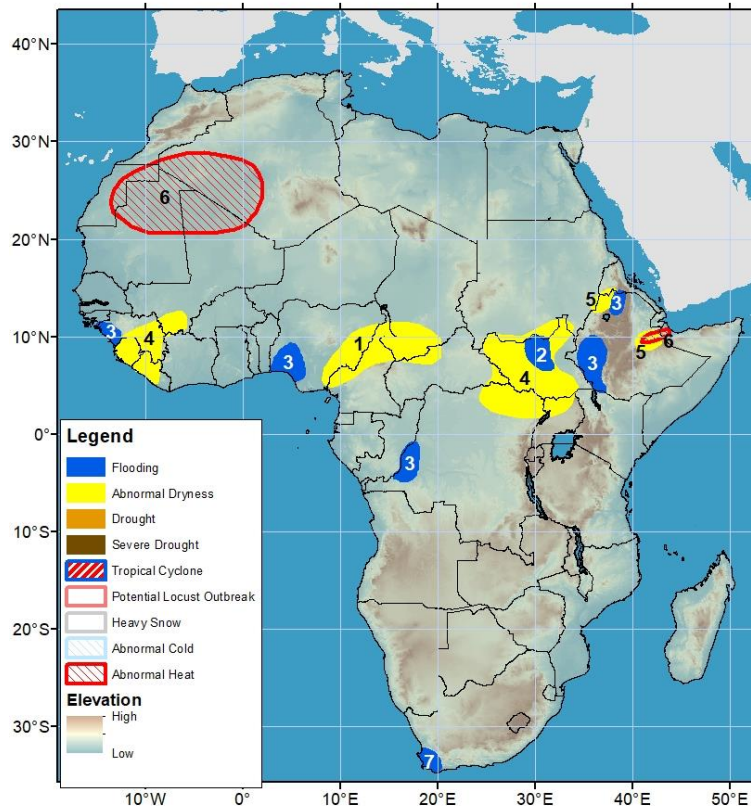 40°N
30°N
6
20°N
5
3
3
4
10°N
1
2
6
5
3
3
4
Legend
0°
Flooding
3
Abnormal Dryness
Drought
Severe Drought
10°S
Tropical Cyclone
Potential Locust Outbreak
Heavy Snow
20°S
Abnormal Cold
Abnormal Heat
Elevation
High
Low
30°S
7
10°W 0° 10°E 20°E 30°E 40°E 50°E